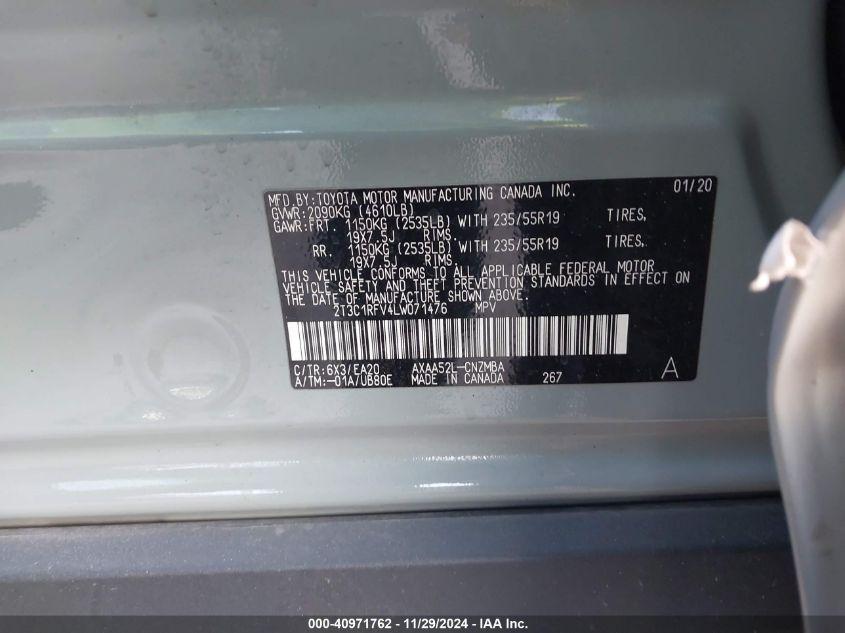 MFD.BY:TOYOTA MOTOR MANUFACTURING CANADA INC. 01/20
GVWR:2090KG (4610LB)
GAWR:FRT. 1150KG (2535LB) WITH 235/55R19 TIRES,
19X7.5J RIMS.
RR. 1150KG (2535LB) WITH 235/55R19 TIRES,
19X7.5J RIMS.
THIS VEHICLE CONFORMS TO ALL APPLICABLE FEDERAL MOTOR
VEHICLE SAFETY AND THEFT PREVENTION STANDARDS IN EFFECT ON
THE DATE OF MANUFACTURE SHOWN ABOVE.
2T3C1RFV4LW071476 MPV
C/TR:6X3/EA20 AXAA52L-CNZMBA
A/TM:-01A/UB80E MADE IN CANADA 267 A
000-40971762 - 11/29/2024 - IAA Inc.